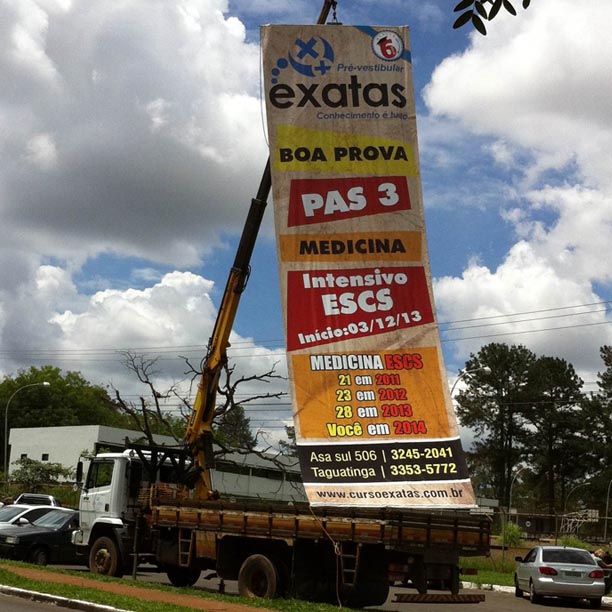 Pré-vestibular
exatas
Conhecimento é tudo
BOA PROVA
PAS 3
MEDICINA
Intensivo
ESCS
Início:03/12/13
MEDICINA ESCS
21 em 2011
23 em 2012
28 em 2013
Você em 2014
Asa sul 506 | 3245-2041
Taguatinga | 3353-5772
www.cursoexatas.com.br